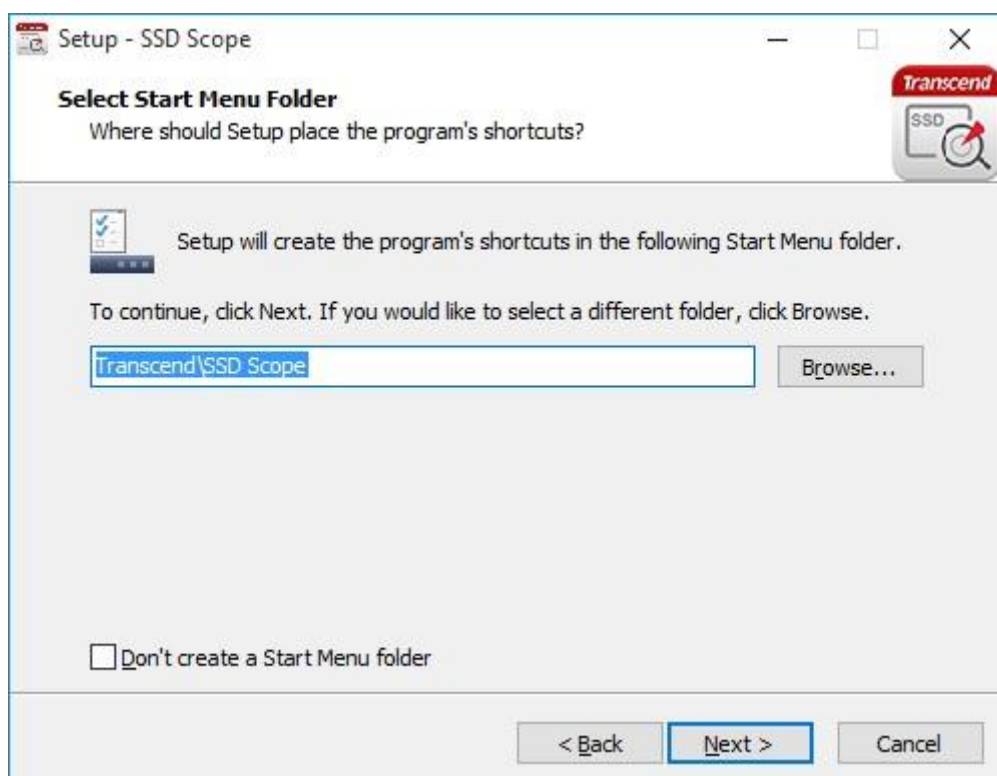 Setup - SSD Scope
Select Start Menu Folder
Where should Setup place the program's shortcuts?
Transcend
SSD
Setup will create the program's shortcuts in the following Start Menu folder.
To continue, click Next. If you would like to select a different folder, click Browse.
Transcend\SSD Scope
Browse...
Don't create a Start Menu folder
< Back
Next >
Cancel